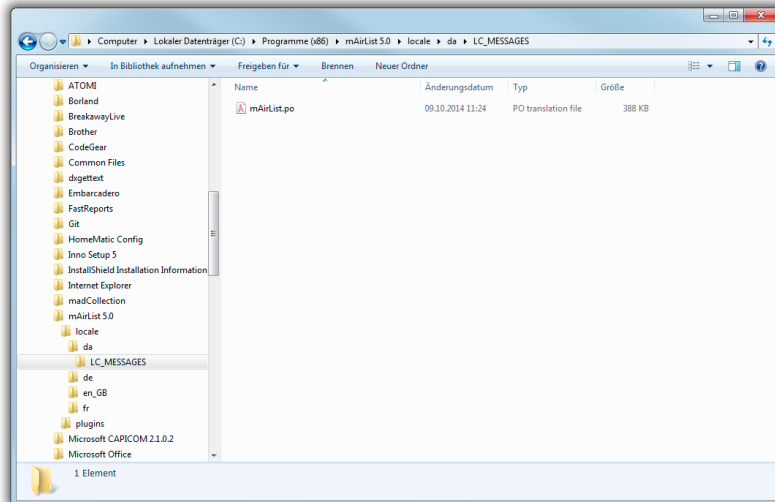 Computer Lokaler Datenträger (C:) Programme (x86) mAirList 5.0 locale da LC_MESSAGES
Organisieren In Bibliothek aufnehmen Freigeben für Brennen Neuer Ordner
ATOMI
Borland
BreakawayLive
Brother
CodeGear
Common Files
dxgettext
Embarcadero
FastReports
Git
HomeMatic Config
Inno Setup 5
InstallShield Installation Information
Internet Explorer
madCollection
mAirList 5.0
locale
da
LC_MESSAGES
de
en_GB
fr
plugins
Microsoft CAPICOM 2.1.0.2
Microsoft Office
Name Änderungsdatum Typ Größe
mAirList.po 09.10.2014 11:24 PO translation file 388 KB
1 Element